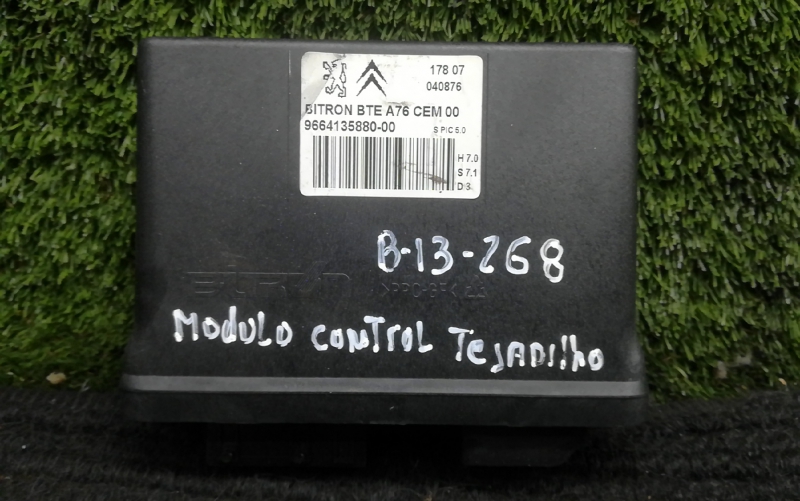 178 07
040876
BITRON BTE A76 CEM 00
9664135880-00
S PIC 5.0
H 7.0
S 7.1
D 3
B-13-268
MODULO CONTROL TEJADILHO